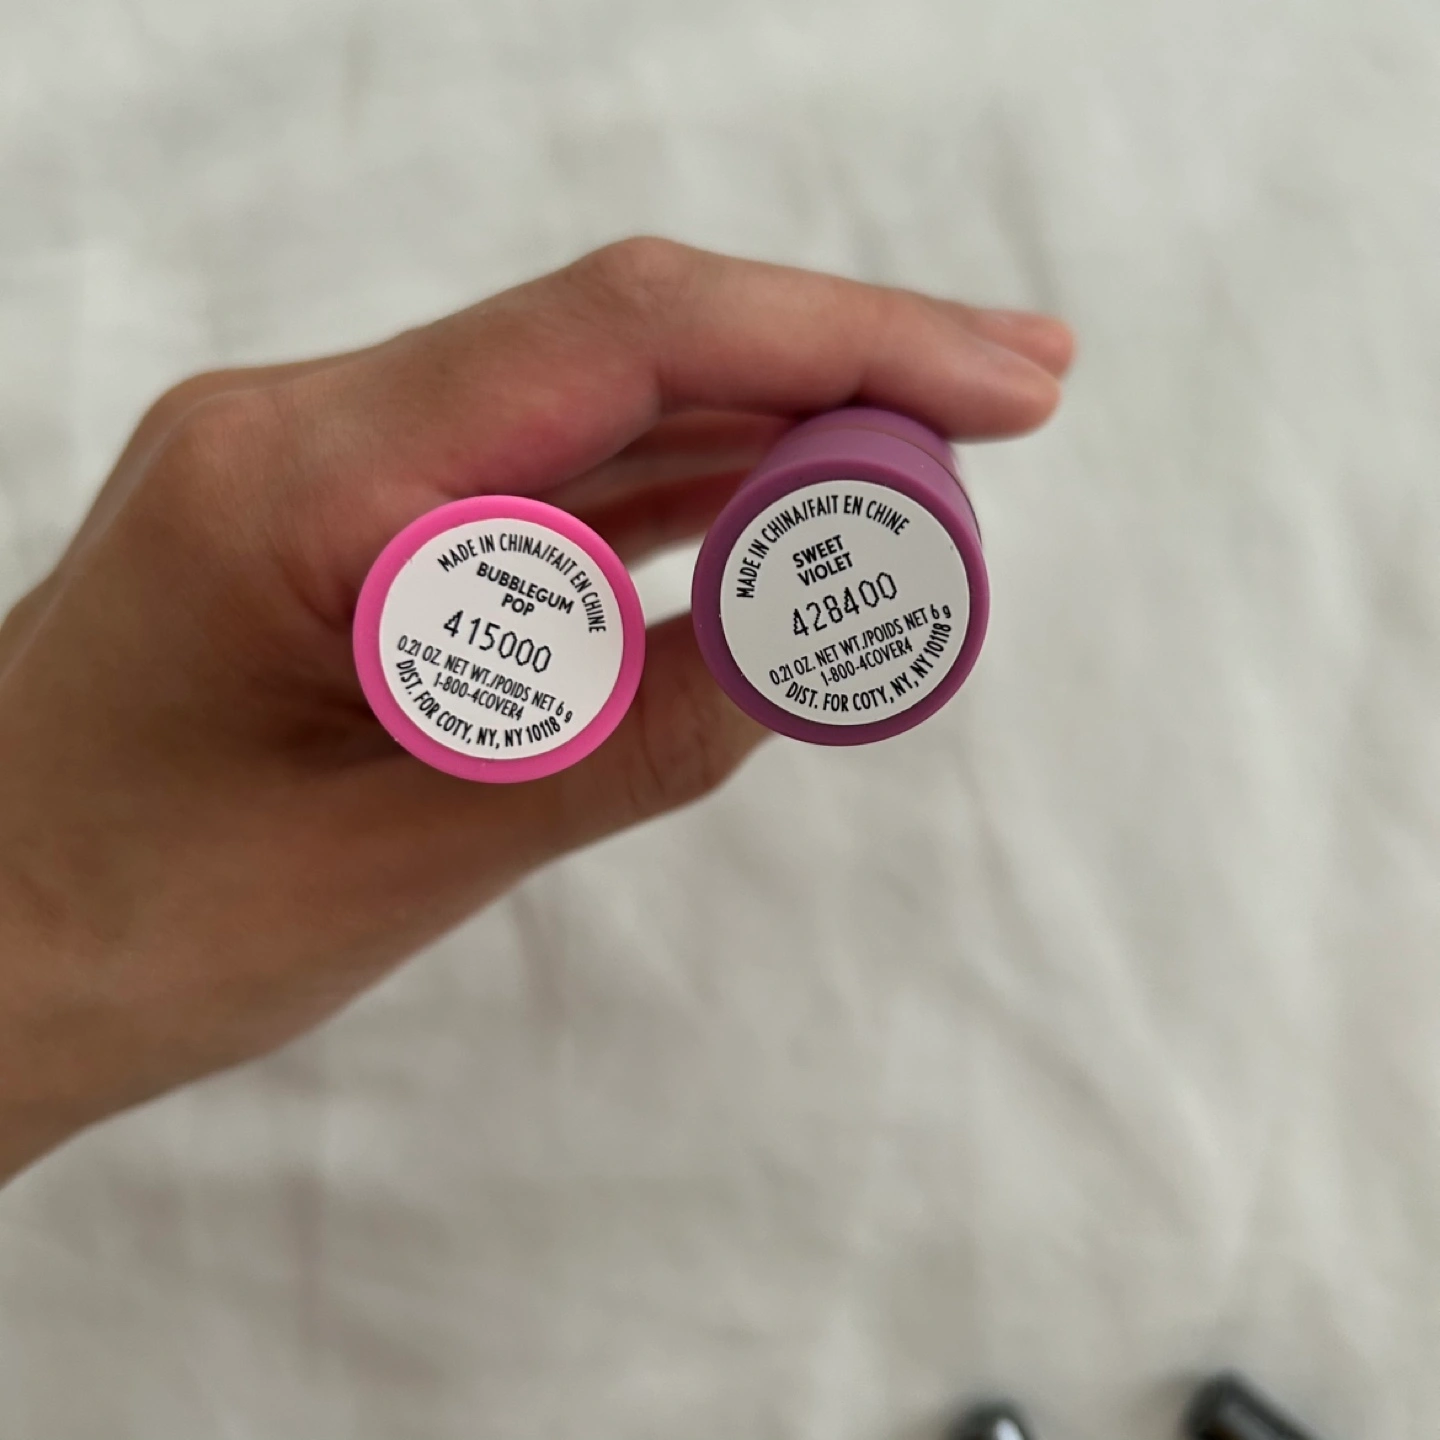 MADE IN CHINA/FAIT EN CHINE
BUBBLEGUM
POP
415000
0.21 OZ. NET WT./POIDS NET 6 g
1-800-4COVER4
DIST. FOR COTY, NY, NY 10118
MADE IN CHINA/FAIT EN CHINE
SWEET
VIOLET
428400
0.21 OZ. NET WT./POIDS NET 6 g
1-800-4COVER4
DIST. FOR COTY, NY, NY 10118